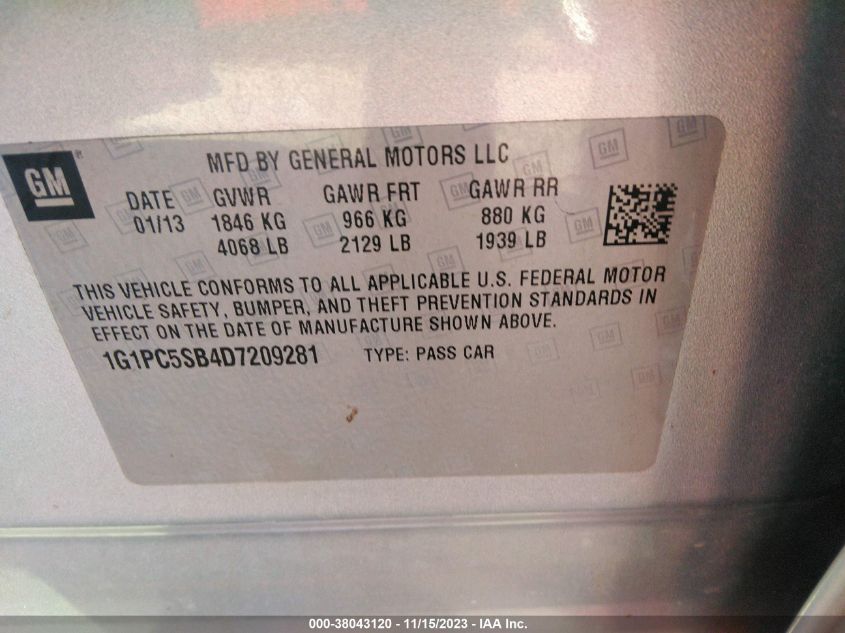 GM ®
MFD BY GENERAL MOTORS LLC
DATE GVWR GAWR FRT GAWR RR
01/13 1846 KG 966 KG 880 KG
4068 LB 2129 LB 1939 LB
THIS VEHICLE CONFORMS TO ALL APPLICABLE U.S. FEDERAL MOTOR
VEHICLE SAFETY, BUMPER, AND THEFT PREVENTION STANDARDS IN
EFFECT ON THE DATE OF MANUFACTURE SHOWN ABOVE.
1G1PC5SB4D7209281 TYPE: PASS CAR
000-38043120 - 11/15/2023 - IAA Inc.